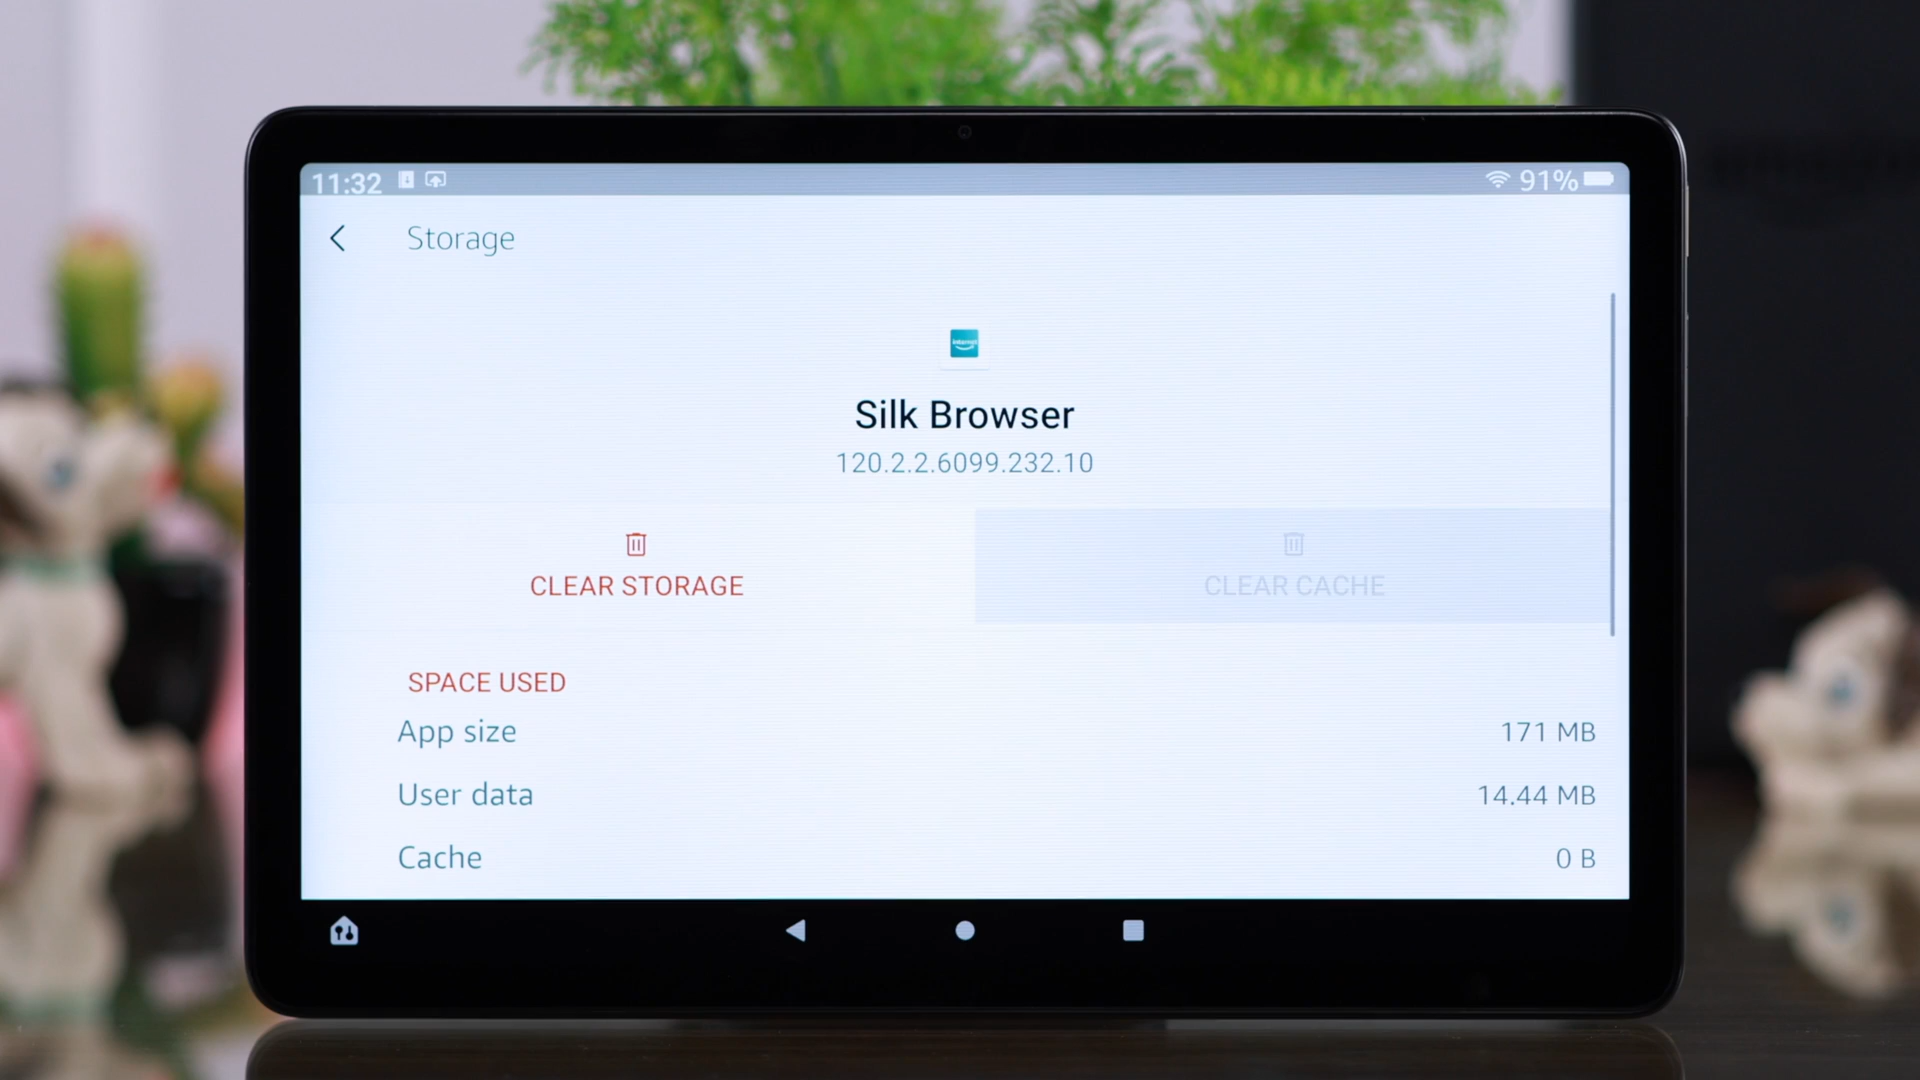 11:32
91%
Storage
internet
Silk Browser
120.2.2.6099.232.10
CLEAR STORAGE
CLEAR CACHE
SPACE USED
App size
171 MB
User data
14.44 MB
Cache
0 B